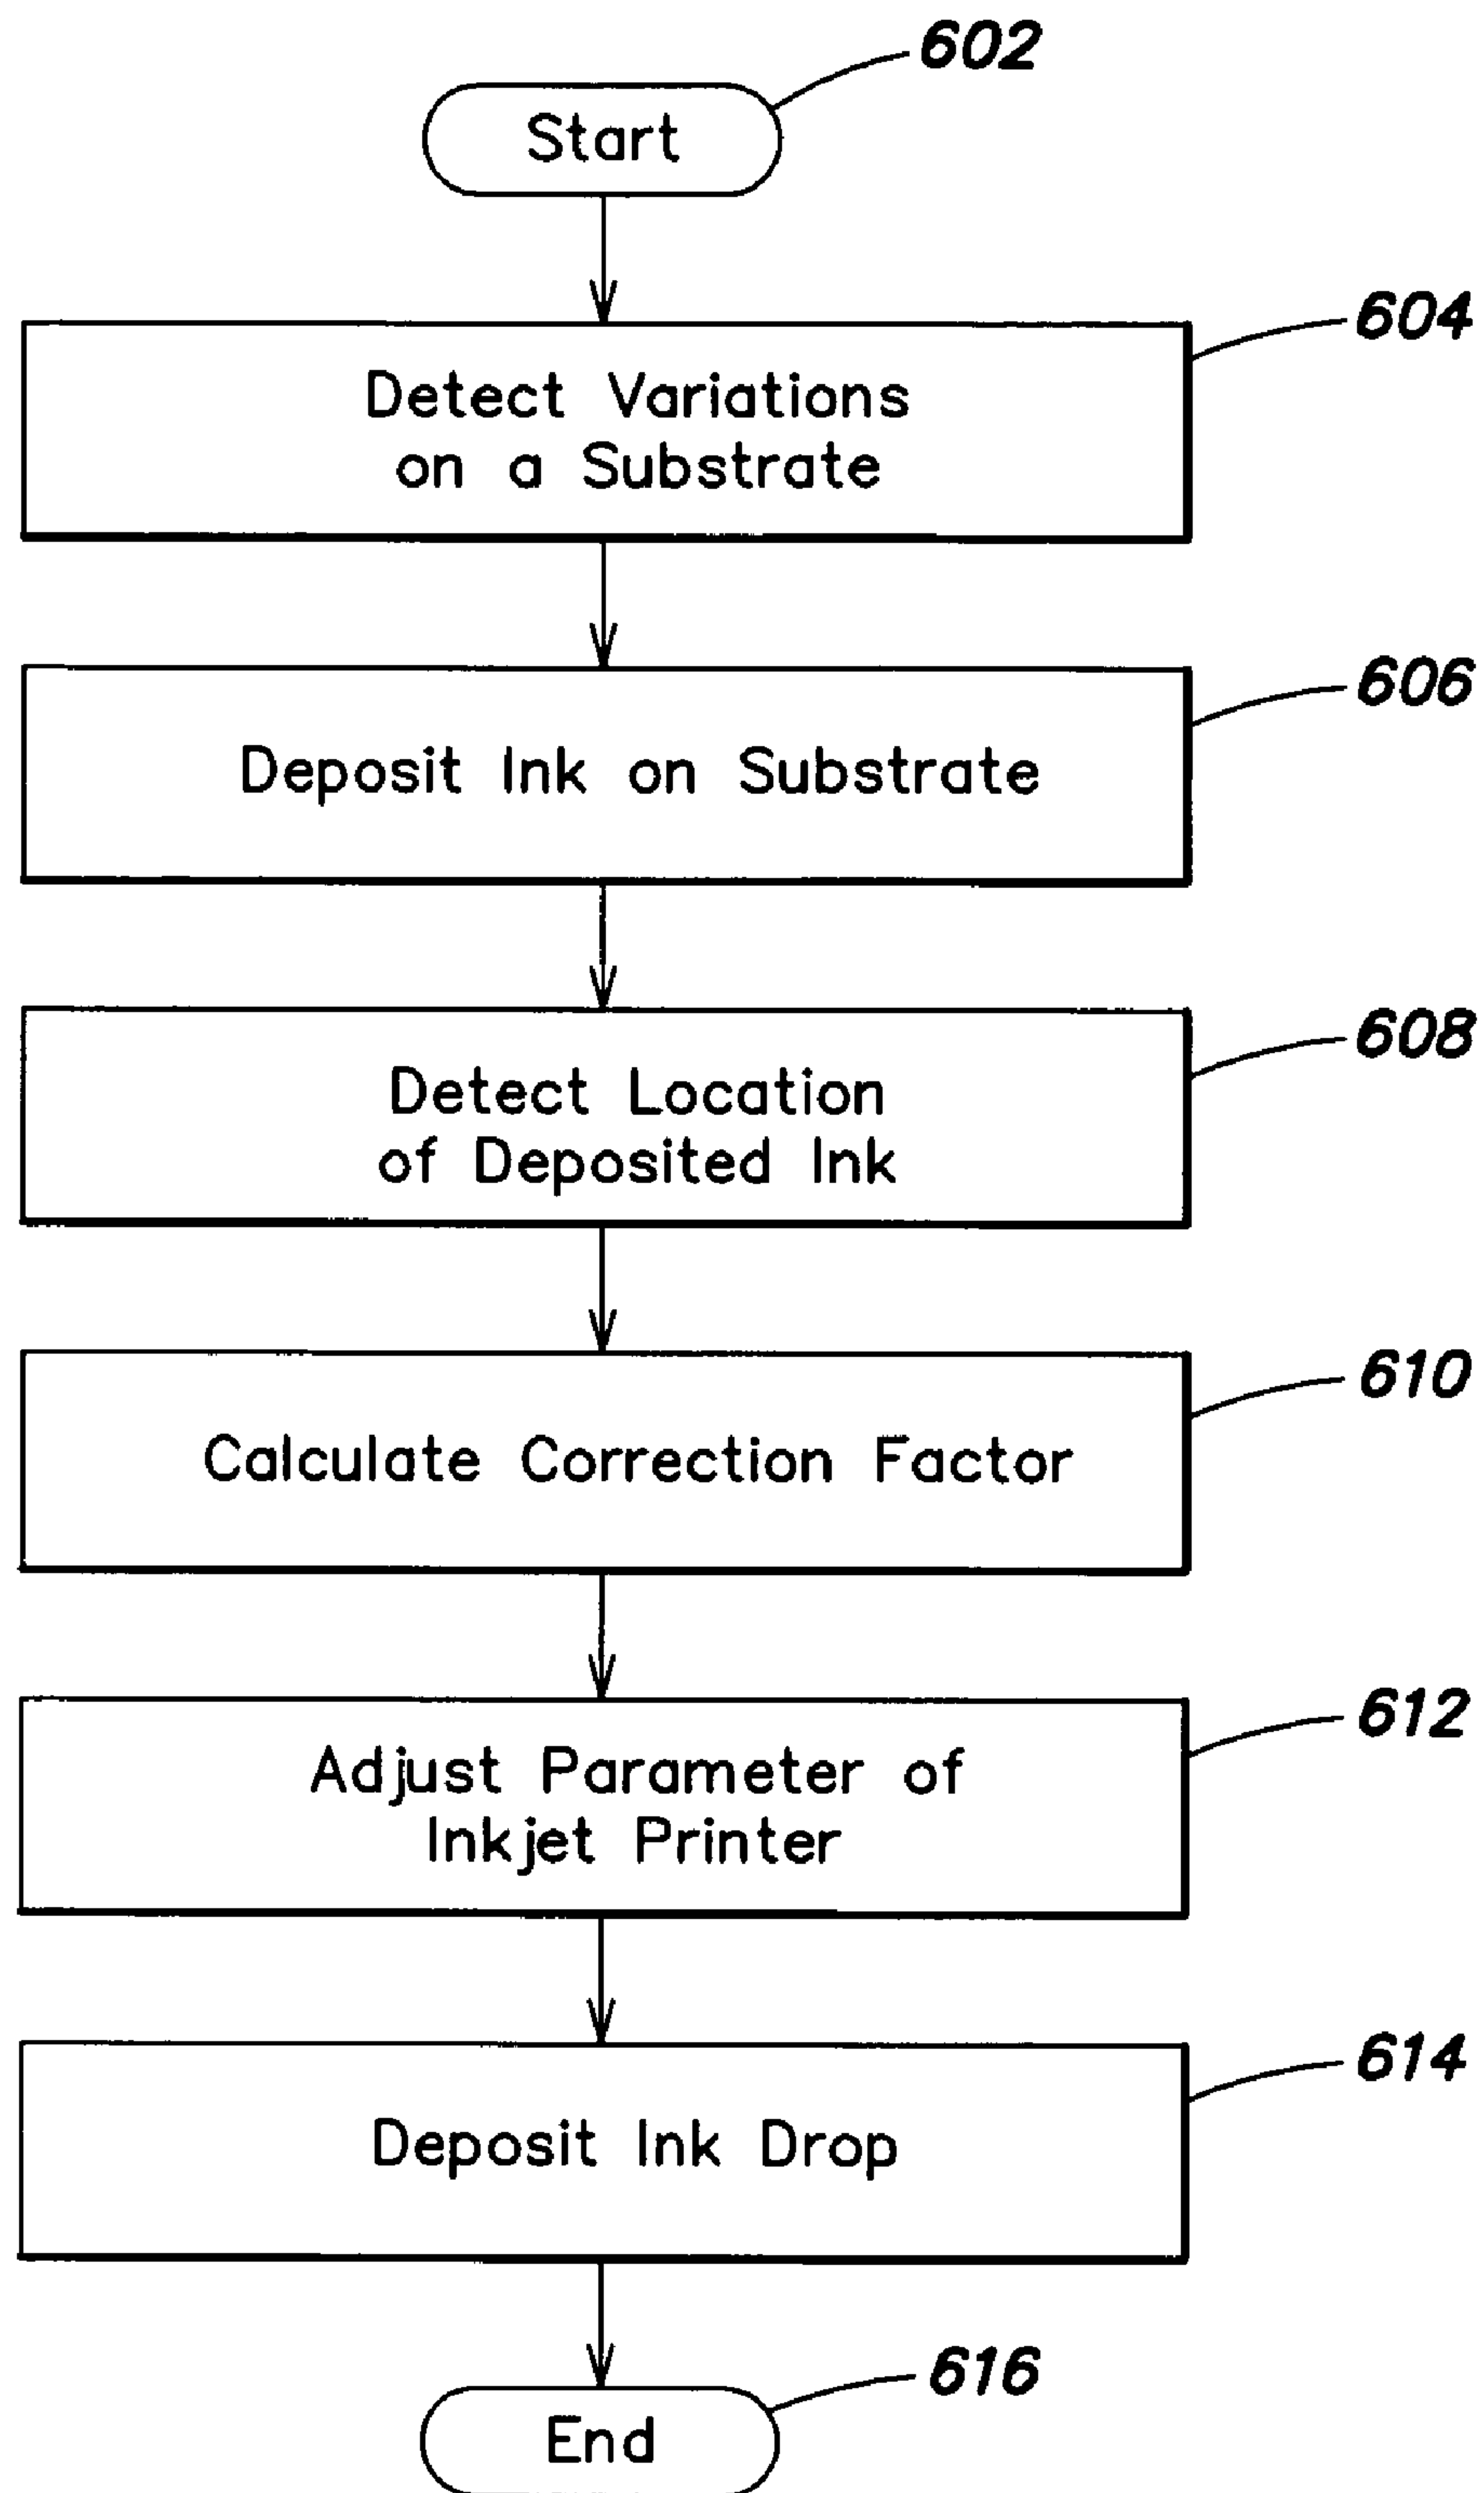 602
Start
604
Detect Variations
on a Substrate
606
Deposit Ink on Substrate
608
Detect Location
of Deposited Ink
610
Calculate Correction Factor
612
Adjust Parameter of
Inkjet Printer
614
Deposit Ink Drop
616
End